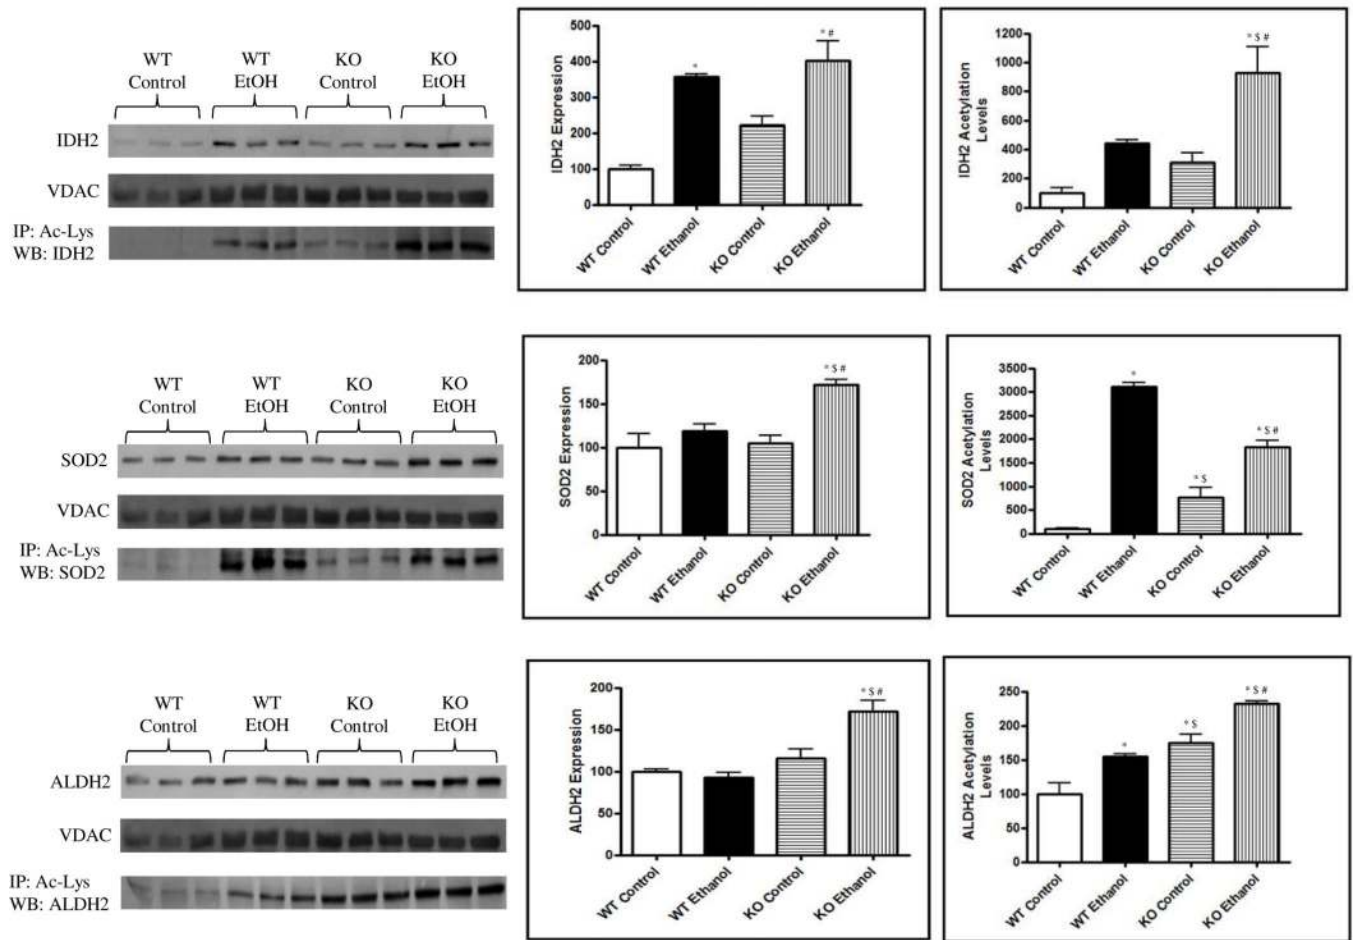 WT
Control
WT
EtOH
KO
Control
KO
EtOH
IDH2
VDAC
IP: Ac-Lys
WB: IDH2
IDH2 Expression
500
400
300
200
100
0
*
* #
WT Control
WT Ethanol
KO Control
KO Ethanol
IDH2 Acetylation
Levels
1200
1000
800
600
400
200
0
* $ #
WT Control
WT Ethanol
KO Control
KO Ethanol
WT
Control
WT
EtOH
KO
Control
KO
EtOH
SOD2
VDAC
IP: Ac-Lys
WB: SOD2
SOD2 Expression
200
150
100
50
0
* $ #
WT Control
WT Ethanol
KO Control
KO Ethanol
SOD2 Acetylation
Levels
3500
3000
2500
2000
1500
1000
500
0
*
* $
* $ #
WT Control
WT Ethanol
KO Control
KO Ethanol
WT
Control
WT
EtOH
KO
Control
KO
EtOH
ALDH2
VDAC
IP: Ac-Lys
WB: ALDH2
ALDH2 Expression
200
150
100
50
0
* $ #
WT Control
WT Ethanol
KO Control
KO Ethanol
ALDH2 Acetylation
Levels
250
200
150
100
50
0
*
* $
* $ #
WT Control
WT Ethanol
KO Control
KO Ethanol